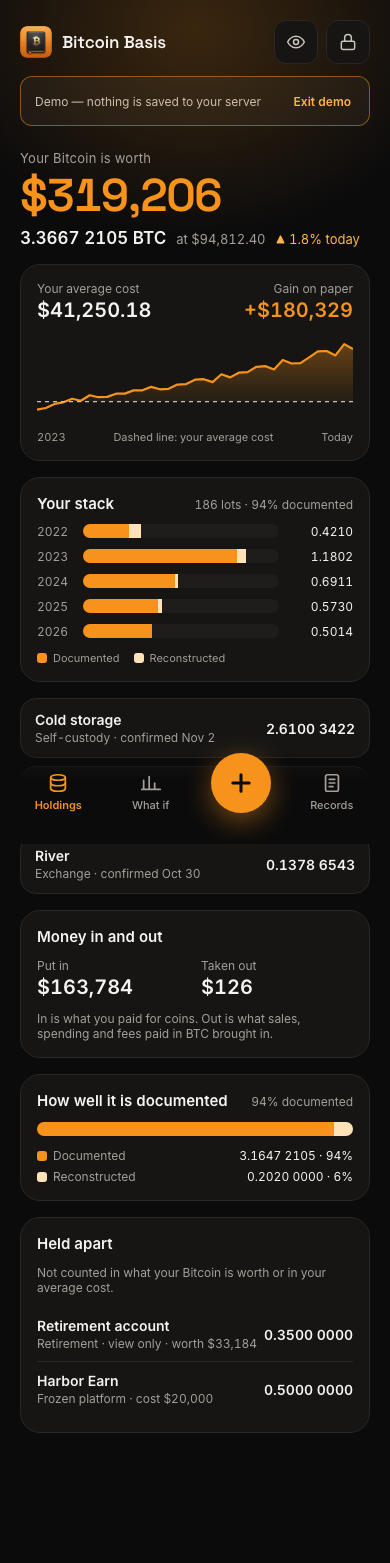 Bitcoin Basis
Demo — nothing is saved to your server Exit demo
Your Bitcoin is worth
$319,206
3.3667 2105 BTC at $94,812.40 ▲ 1.8% today
Your average cost Gain on paper
$41,250.18 +$180,329
2023 Dashed line: your average cost Today
Your stack 186 lots · 94% documented
2022 0.4210
2023 1.1802
2024 0.6911
2025 0.5730
2026 0.5014
Documented Reconstructed
Cold storage 2.6100 3422
Self-custody · confirmed Nov 2
Holdings What if Records
River 0.1378 6543
Exchange · confirmed Oct 30
Money in and out
Put in Taken out
$163,784 $126
In is what you paid for coins. Out is what sales,
spending and fees paid in BTC brought in.
How well it is documented 94% documented
Documented 3.1647 2105 · 94%
Reconstructed 0.2020 0000 · 6%
Held apart
Not counted in what your Bitcoin is worth or in your
average cost.
Retirement account 0.3500 0000
Retirement · view only · worth $33,184
Harbor Earn 0.5000 0000
Frozen platform · cost $20,000